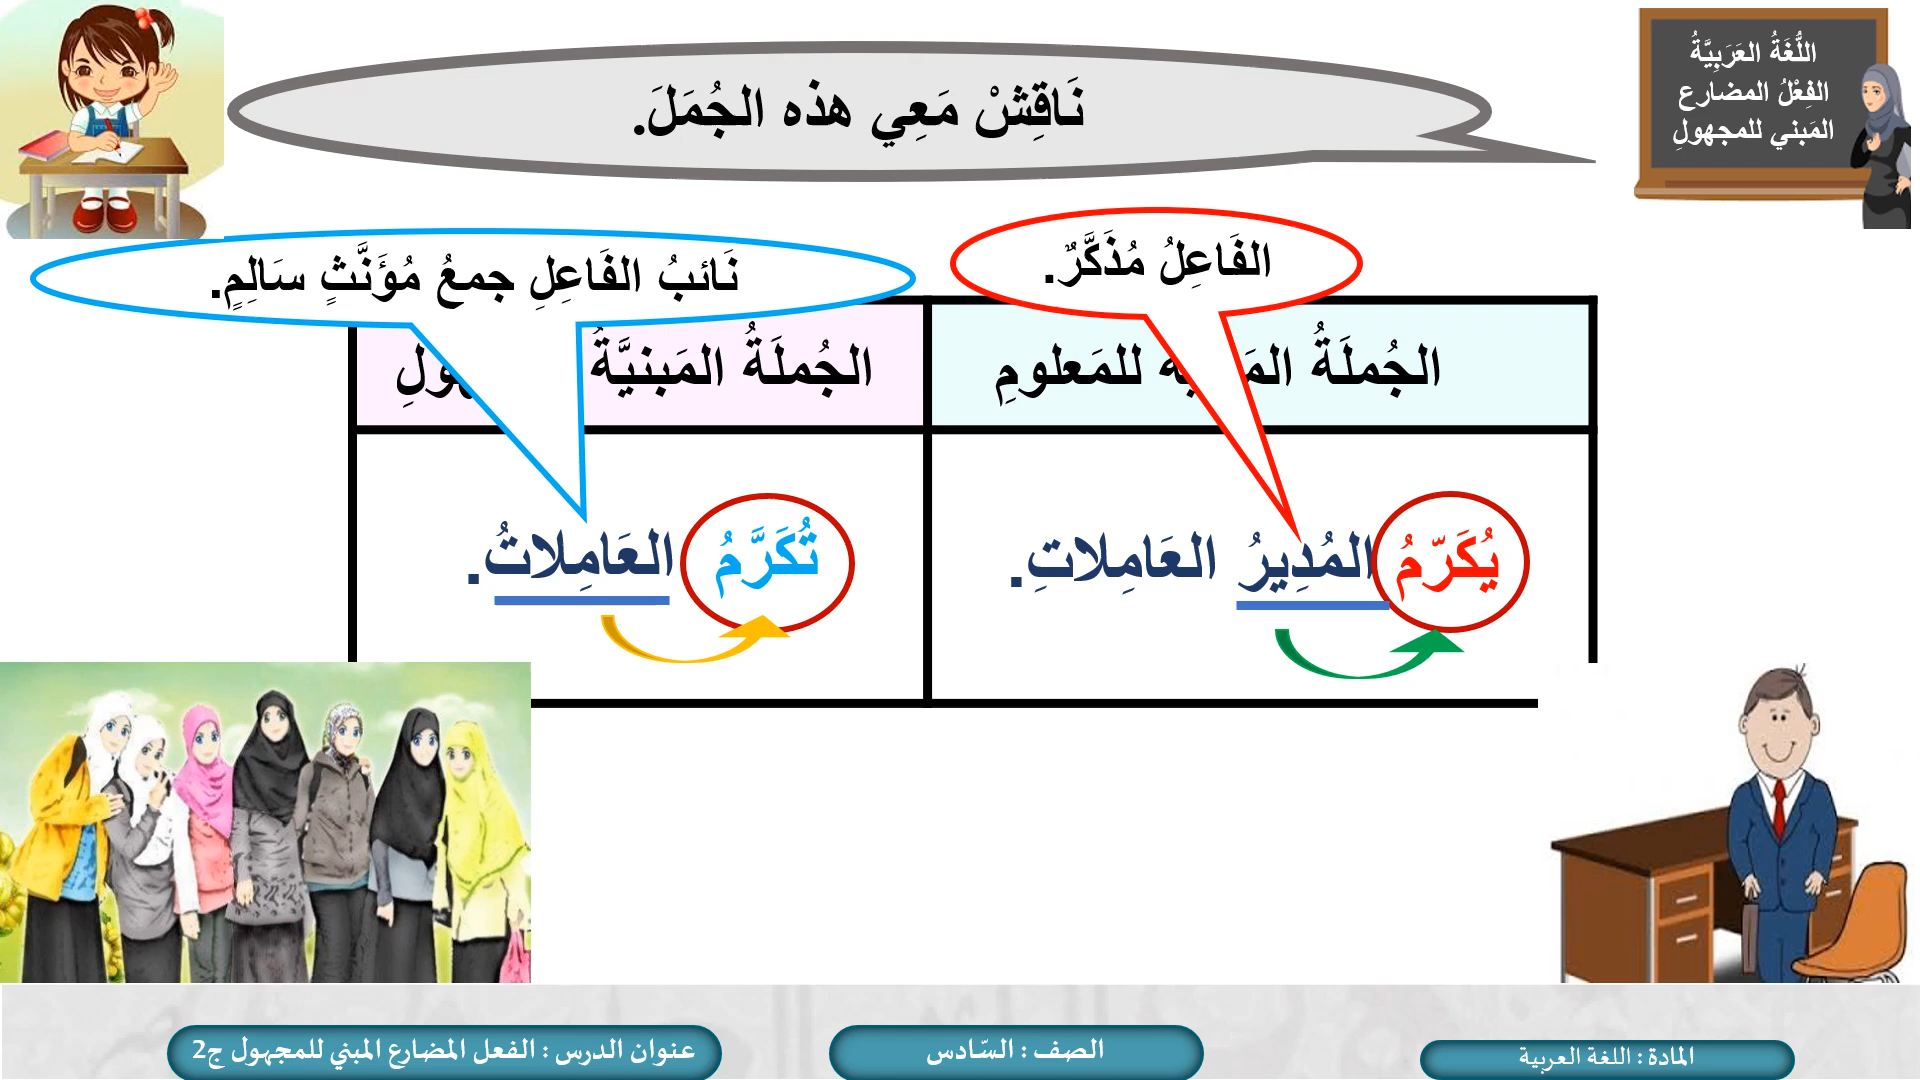 اللُّغَةُ العَرَبِيَّةُ
الفِعْلُ المضارع
المَبني للمجهولِ
نَاقِشْ مَعِي هذه الجُمَلَ.
الفَاعِلُ مُذَكَّرٌ.
نَائبُ الفَاعِلِ جمعُ مُؤَنَّثٍ سَالِمٍ.
الجُملَةُ للمَعلومِ
الجُملَةُ المَبنيَّةُ
يُكَرّمُ المُدِيرُ العَامِلاتِ.
تُكَرَّمُ العَامِلاتُ.
المادة : اللغة العربية
الصف : السّادس
عنوان الدرس : الفعل المضارع المبني للمجهول ج2